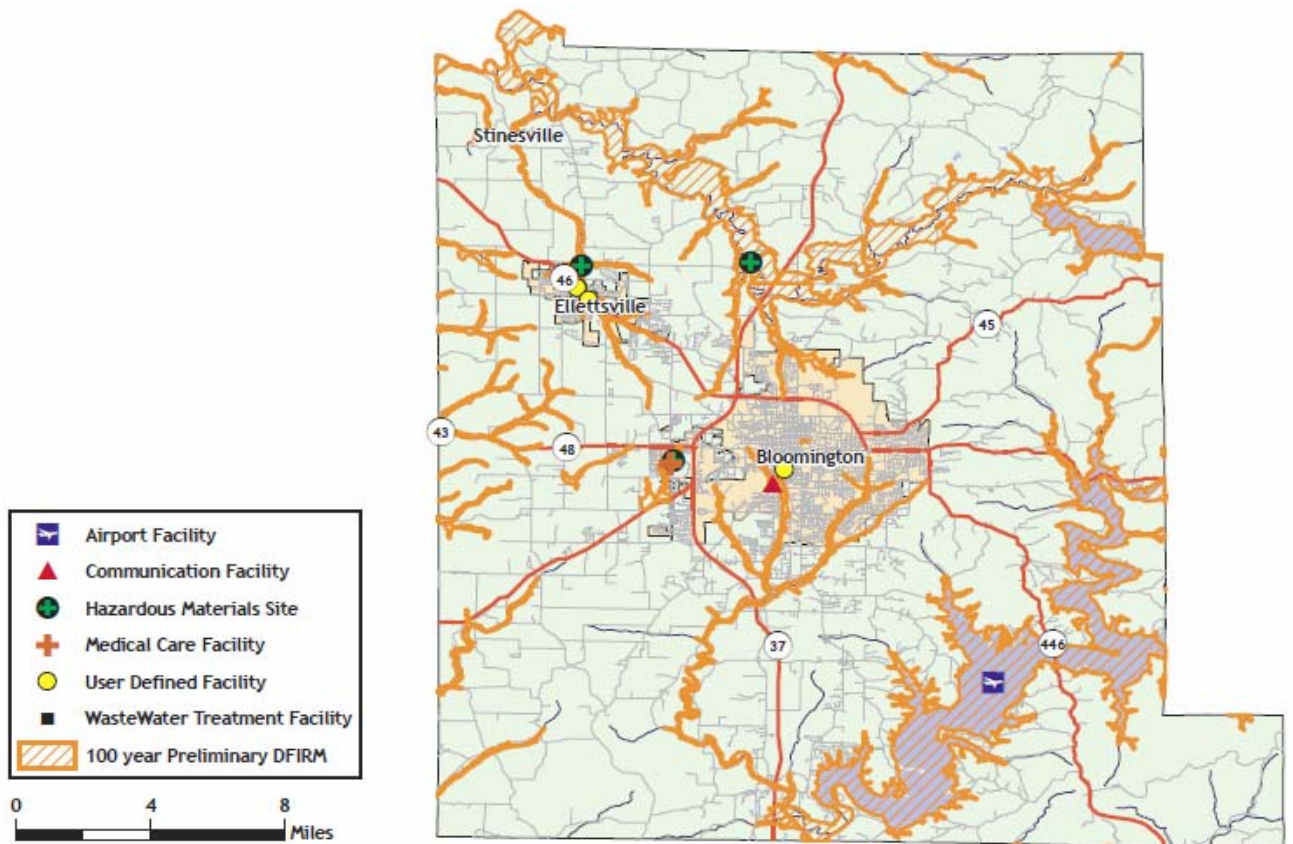 Stinesville
46
Ellettsville
45
43
48
Bloomington
37
446
Airport Facility
Communication Facility
Hazardous Materials Site
Medical Care Facility
User Defined Facility
WasteWater Treatment Facility
100 year Preliminary DFIRM
0 4 8
Miles